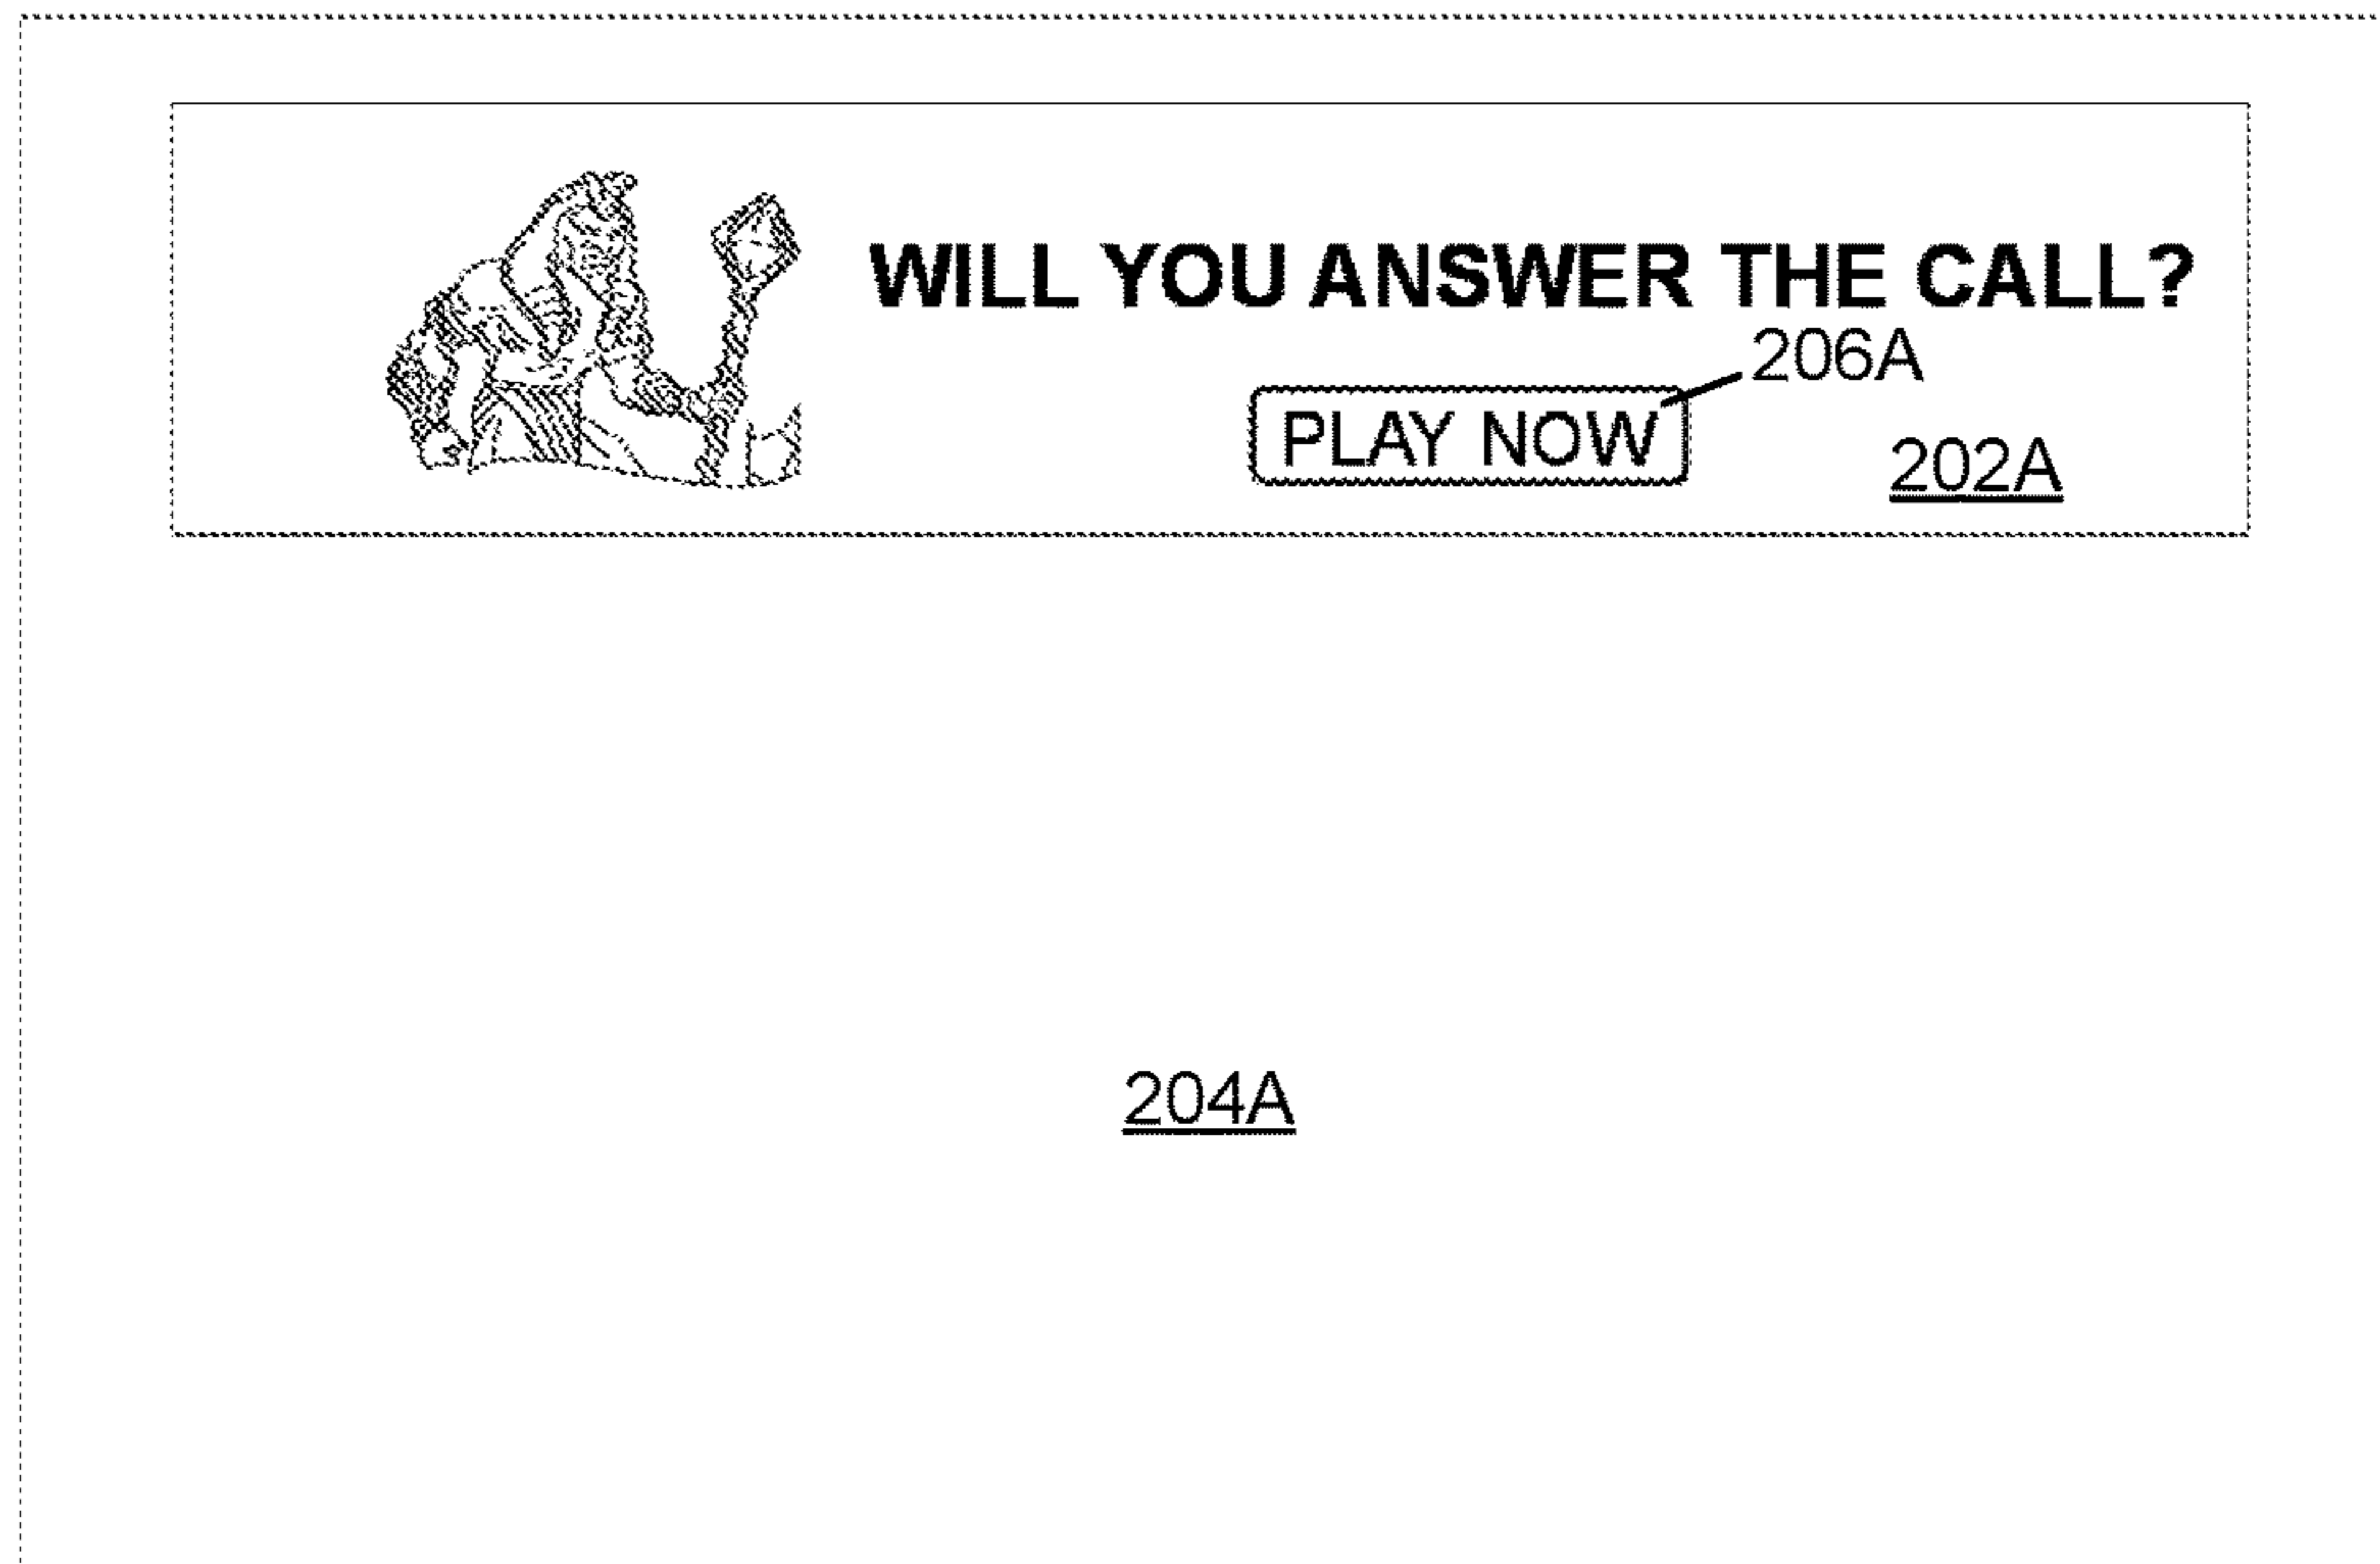 WILL YOU ANSWER THE CALL?
206A
PLAY NOW
202A
204A